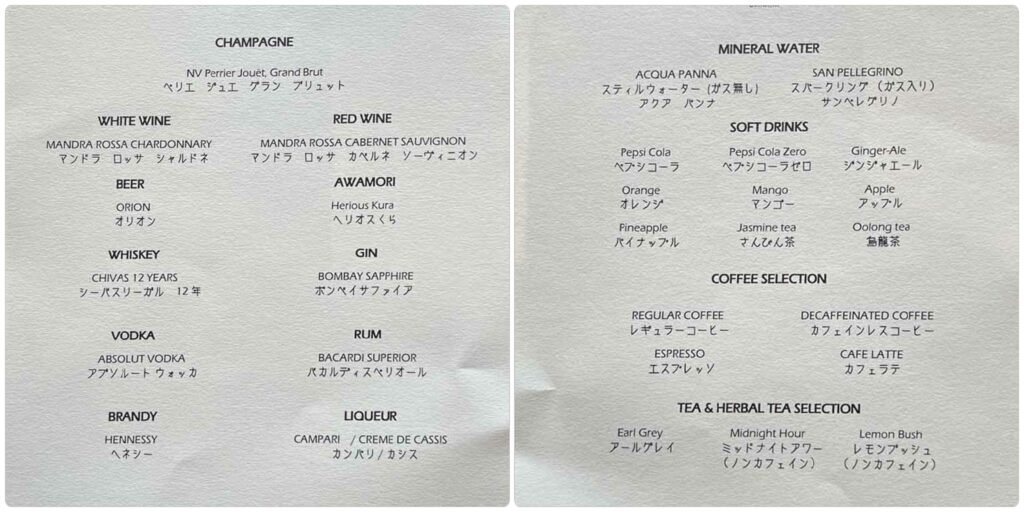 CHAMPAGNE
NV Perrier Jouët, Grand Brut
ペリエ ジュエ グラン ブリュット
WHITE WINE
MANDRA ROSSA CHARDONNARY
マンドラ ロッサ シャルドネ
RED WINE
MANDRA ROSSA CABERNET SAUVIGNON
マンドラ ロッサ カベルネ ソーヴィニオン
BEER
ORION
オリオン
AWAMORI
Herious Kura
ヘリオスくら
WHISKEY
CHIVAS 12 YEARS
シーバスリーガル 12年
GIN
BOMBAY SAPPHIRE
ボンベイサファイア
VODKA
ABSOLUT VODKA
アブソルート ウォッカ
RUM
BACARDI SUPERIOR
バカルディスペリオール
BRANDY
HENNESSY
ヘネシー
LIQUEUR
CAMPARI / CREME DE CASSIS
カンパリ / カシス
MINERAL WATER
ACQUA PANNA
スティルウォーター (ガス無し)
アクア パンナ
SAN PELLEGRINO
スパークリング (ガス入り)
サンペレグリノ
SOFT DRINKS
Pepsi Cola
ペプシコーラ
Pepsi Cola Zero
ペプシコーラゼロ
Ginger-Ale
ジンジャエール
Orange
オレンジ
Mango
マンゴー
Apple
アップル
Pineapple
パイナップル
Jasmine tea
さんぴん茶
Oolong tea
烏龍茶
COFFEE SELECTION
REGULAR COFFEE
レギュラーコーヒー
DECAFFEINATED COFFEE
カフェインレスコーヒー
ESPRESSO
エスプレッソ
CAFE LATTE
カフェラテ
TEA & HERBAL TEA SELECTION
Earl Grey
アールグレイ
Midnight Hour
ミッドナイトアワー
(ノンカフェイン)
Lemon Bush
レモンブッシュ
(ノンカフェイン)